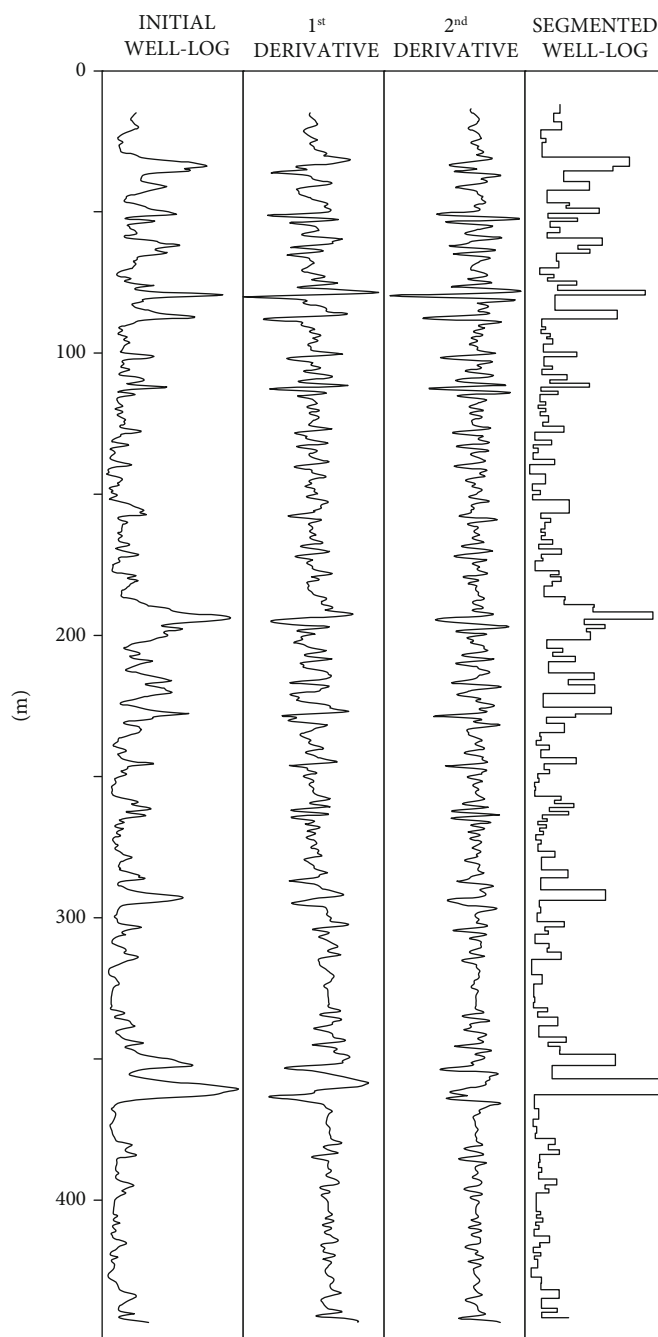 INITIAL
WELL-LOG
1st
DERIVATIVE
2nd
DERIVATIVE
SEGMENTED
WELL-LOG
0
100
200
(m)
300
400